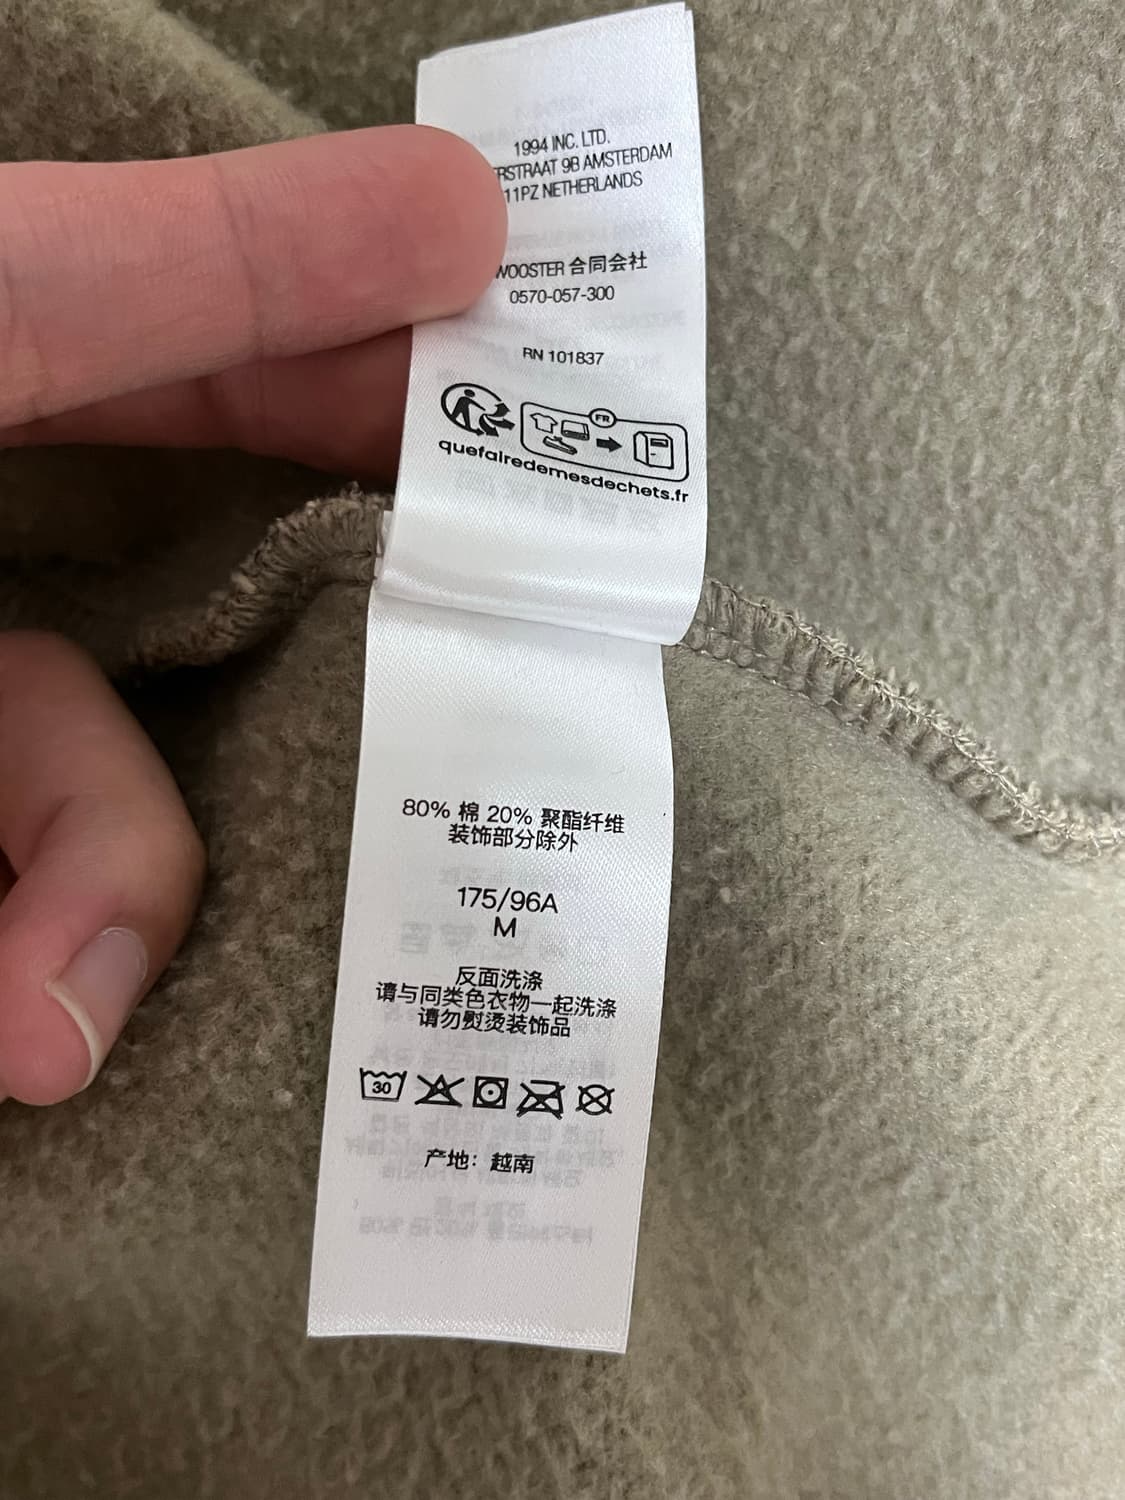 1994 INC. LTD.
RSTRAAT 9B AMSTERDAM
11PZ NETHERLANDS
WOOSTER 合同会社
0570-057-300
RN 101837
FR
quefairedemesdechets.fr
80% 棉 20% 聚酯纤维
装饰部分除外
175/96A
M
反面洗涤
请与同类色衣物一起洗涤
请勿熨烫装饰品
30
产地：越南